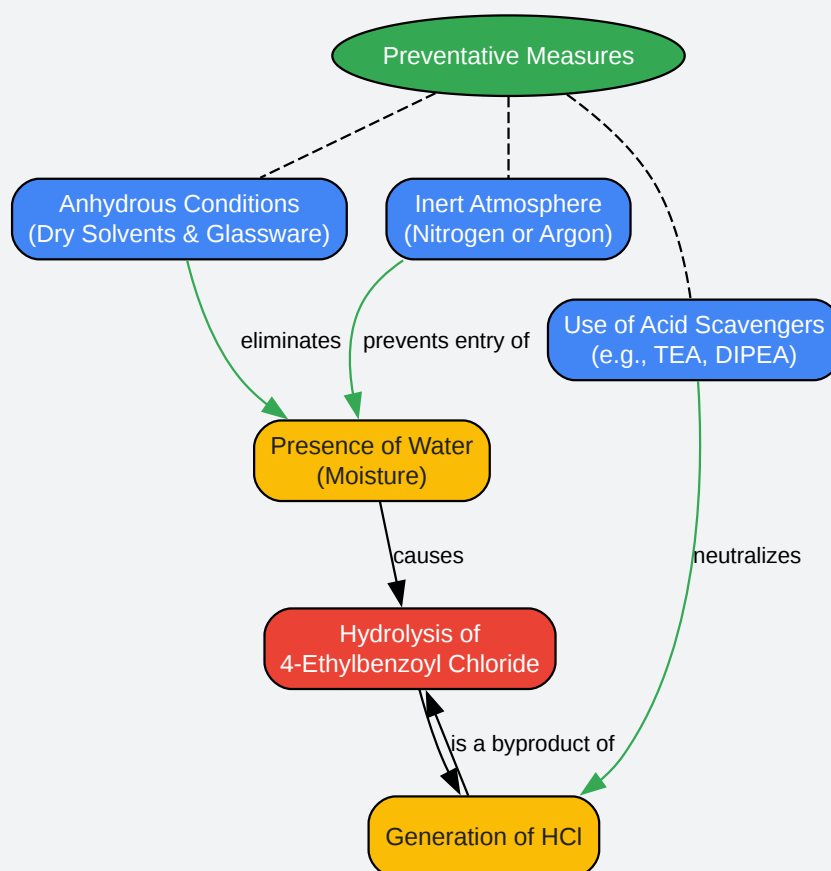 Preventative Measures
Anhydrous Conditions
(Dry Solvents & Glassware)
Inert Atmosphere
(Nitrogen or Argon)
Use of Acid Scavengers
(e.g., TEA, DIPEA)
eliminates
prevents entry of
Presence of Water
(Moisture)
causes
neutralizes
Hydrolysis of
4-Ethylbenzoyl Chloride
is a byproduct of
Generation of HCl